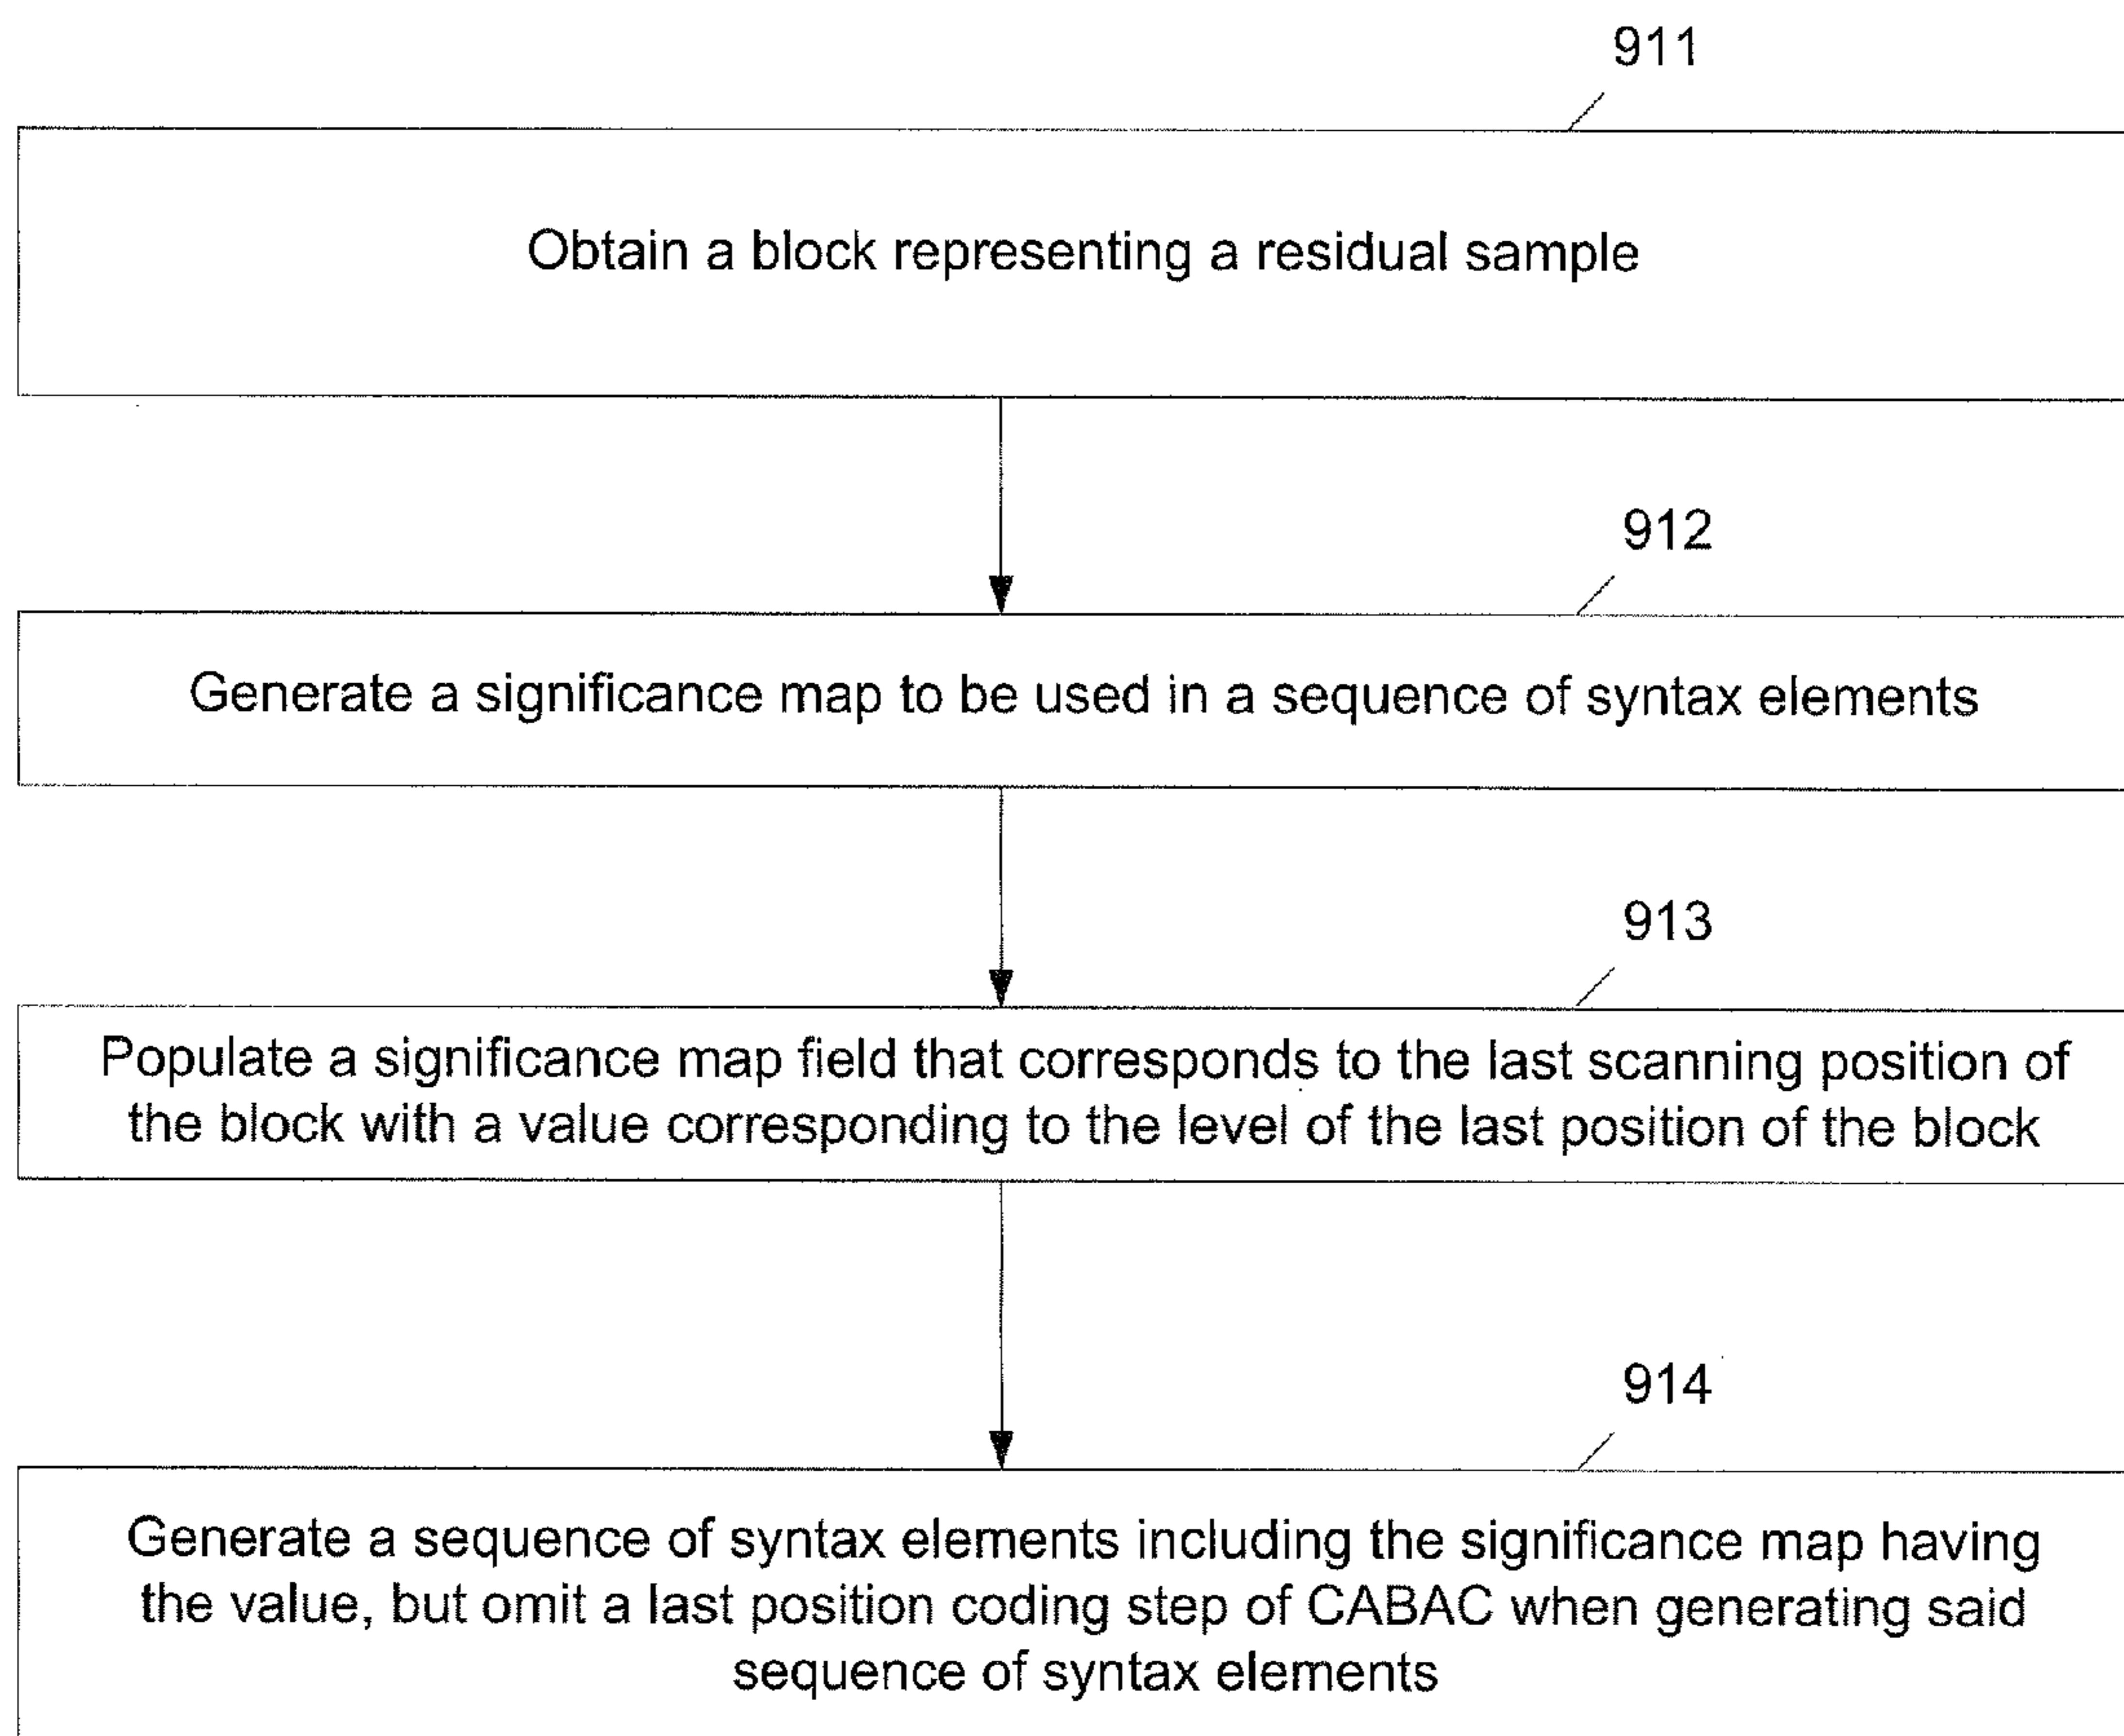 911
Obtain a block representing a residual sample
912
Generate a significance map to be used in a sequence of syntax elements
913
Populate a significance map field that corresponds to the last scanning position of
the block with a value corresponding to the level of the last position of the block
914
Generate a sequence of syntax elements including the significance map having
the value, but omit a last position coding step of CABAC when generating said
sequence of syntax elements